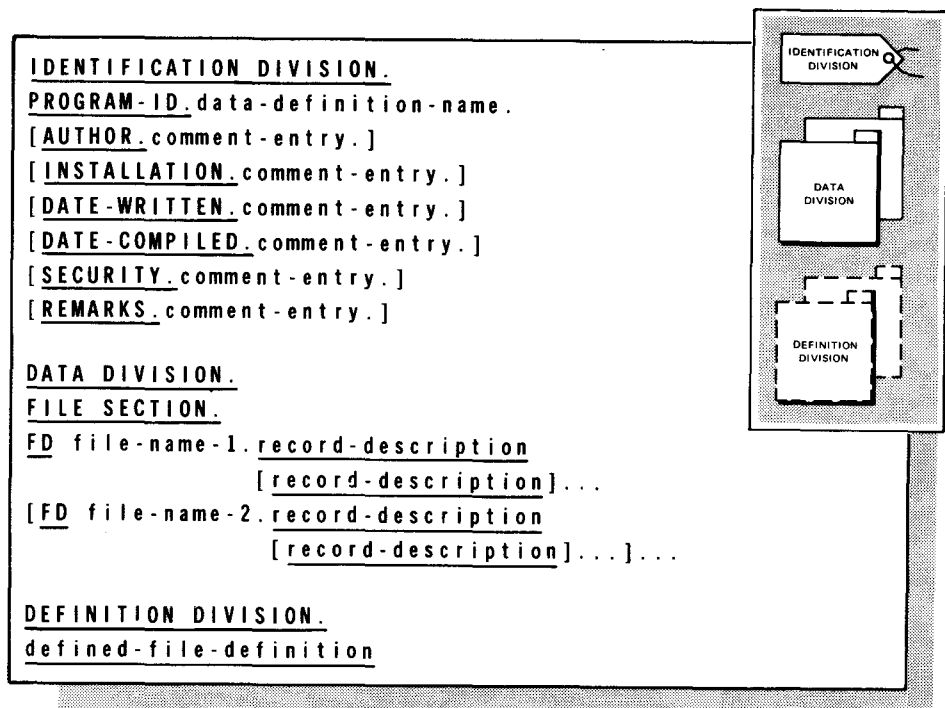 IDENTIFICATION DIVISION.
PROGRAM-ID. data-definition-name.
[AUTHOR. comment-entry.]
[INSTALLATION. comment-entry.]
[DATE-WRITTEN. comment-entry.]
[DATE-COMPILED. comment-entry.]
[SECURITY. comment-entry.]
[REMARKS. comment-entry.]
DATA DIVISION.
FILE SECTION.
FD file-name-1. record-description
[record-description]...
[FD file-name-2. record-description
[record-description]...]...
DEFINITION DIVISION.
defined-file-definition
IDENTIFICATION
DIVISION
DATA
DIVISION
DEFINITION
DIVISION